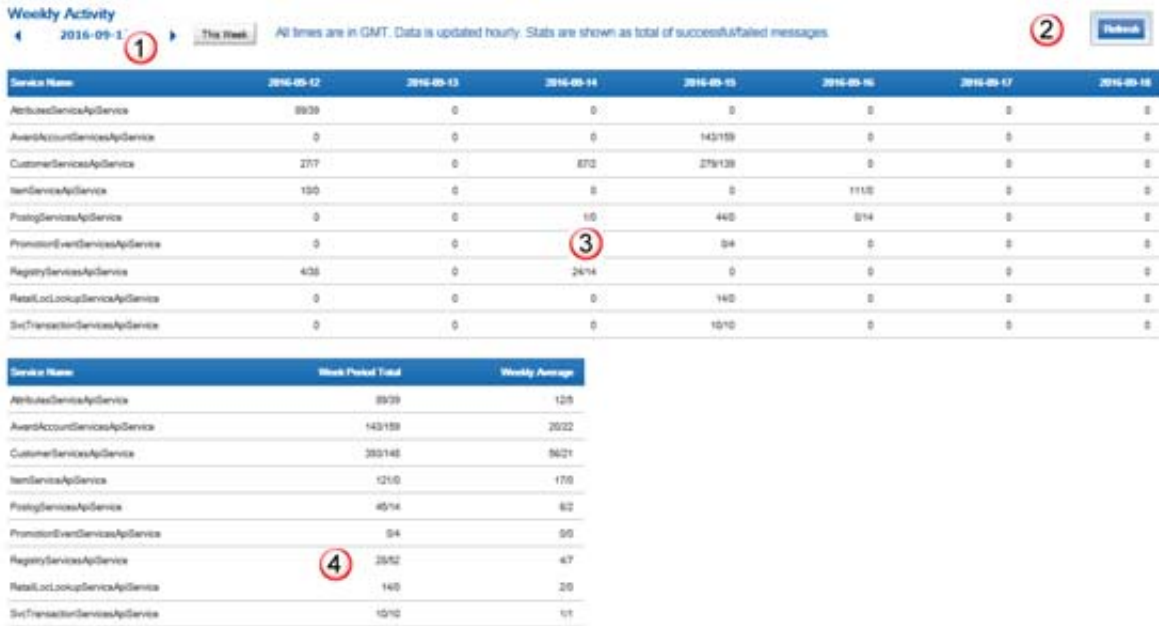 Weekly Activity
2016-09-1 1 This Week All times are in GMT. Data is updated hourly. Stats are shown as total of successful/failed messages. 2 Refresh
Service Name 2016-09-12 2016-09-13 2016-09-14 2016-09-15 2016-09-16 2016-09-17 2016-09-18
AttributesServiceApiService 89/39 0 0 0 0 0 0
AwardAccountServicesApiService 0 0 0 143/159 0 0 0
CustomerServicesApiService 27/7 0 87/2 279/139 0 0 0
ItemServiceApiService 10/0 0 0 0 111/0 0 0
PoslogServicesApiService 0 0 1/0 44/0 0/14 0 0
PromotionEventServicesApiService 0 0 3 0/4 0 0 0
RegistryServicesApiService 4/38 0 24/14 0 0 0 0
RetailLocLookupServiceApiService 0 0 0 14/0 0 0 0
SvcTransactionServicesApiService 0 0 0 10/10 0 0 0
Service Name Week Period Total Weekly Average
AttributesServiceApiService 89/39 12/5
AwardAccountServicesApiService 143/159 20/22
CustomerServicesApiService 393/148 56/21
ItemServiceApiService 121/0 17/0
PoslogServicesApiService 45/14 6/2
PromotionEventServicesApiService 0/4 0/0
RegistryServicesApiService 4 28/52 4/7
RetailLocLookupServiceApiService 14/0 2/0
SvcTransactionServicesApiService 10/10 1/1